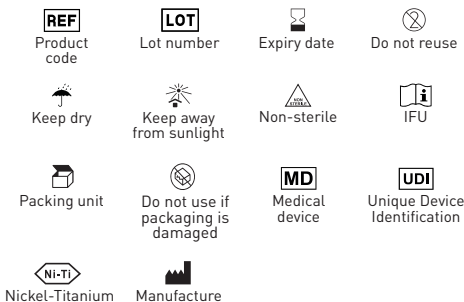 REF
LOT
Product
code
Lot number
Expiry date
Do not reuse
2
NON
STERILE
i
Keep dry
Keep away
from sunlight
Non-sterile
IFU
MD
UDI
Packing unit
Do not use if
packaging is
damaged
Medical
device
Unique Device
Identification
Ni-Ti
Nickel-Titanium
Manufacture